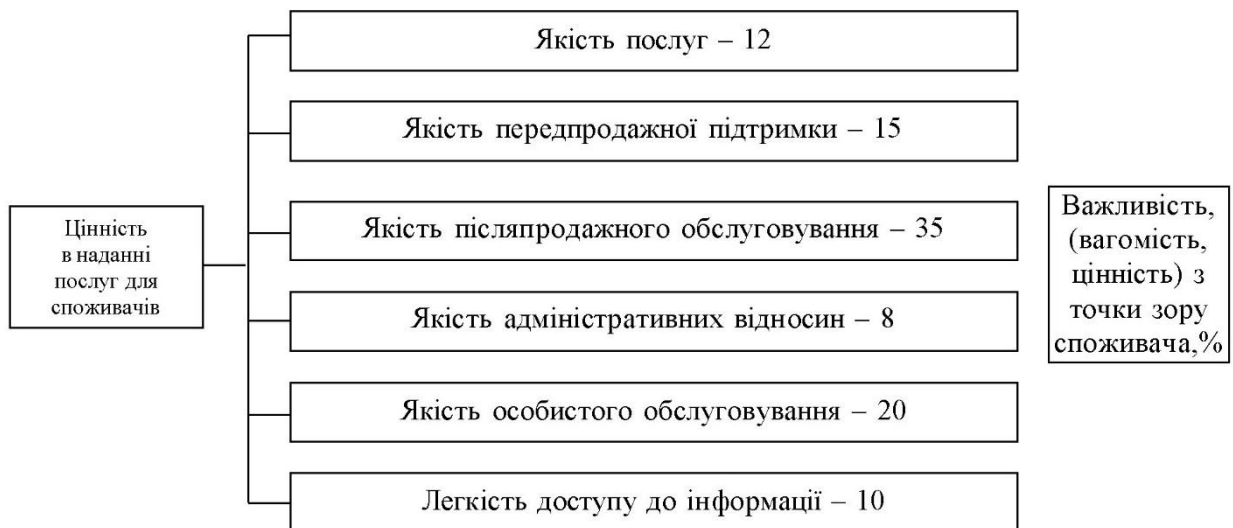 Якість послуг – 12
Якість передпродажної підтримки – 15
Цінність
в наданні
послуг для
споживачів
Якість післяпродажного обслуговування – 35
Якість адміністративних відносин – 8
Якість особистого обслуговування – 20
Легкість доступу до інформації – 10
Важливість,
(вагомість,
цінність) з
точки зору
споживача,%